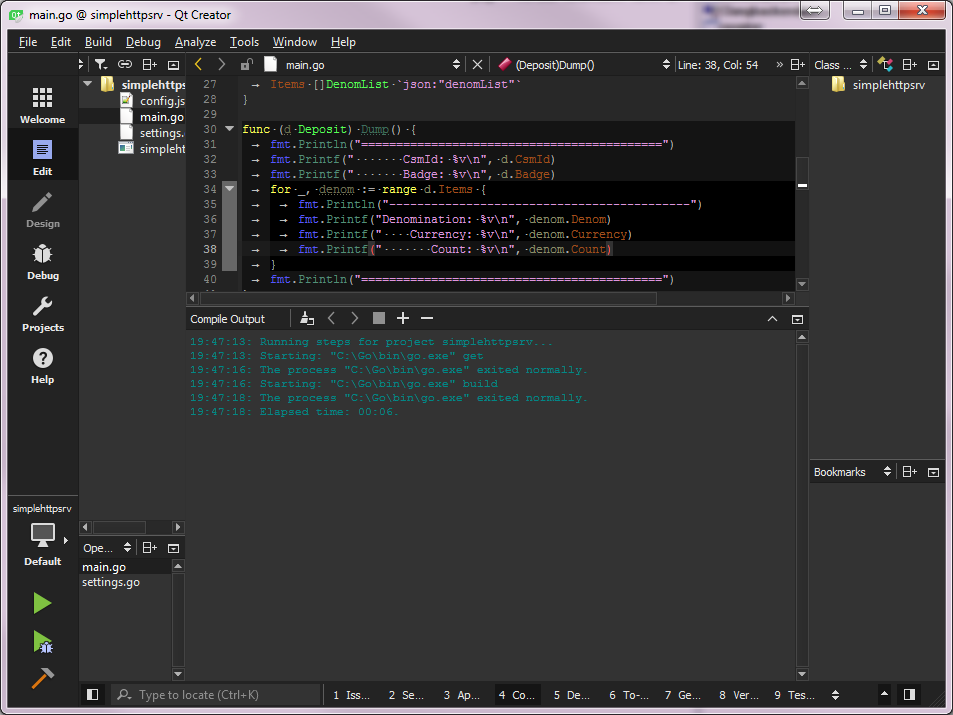 main.go @ simplehttpsrv - Qt Creator
File Edit Build Debug Analyze Tools Window Help
main.go (Deposit)Dump() Line: 38, Col: 54 » Class ...
Welcome
Edit
Design
Debug
Projects
Help
simplehttpsrv
Default
simplehttps
config.js
main.go
settings.
simplehtt
Ope...
main.go
settings.go
27 Items []DenomList `json:"denomList"`
28 }
29
30 func (d Deposit) Dump() {
31 fmt.Println("===========================================")
32 fmt.Printf(" ·······CsmId: %v\n", d.CsmId)
33 fmt.Printf(" ·······Badge: %v\n", d.Badge)
34 for _, denom := range d.Items {
35 fmt.Println("-------------------------------------------")
36 fmt.Printf("Denomination: %v\n", denom.Denom)
37 fmt.Printf(" ····Currency: %v\n", denom.Currency)
38 fmt.Printf(" ·······Count: %v\n", denom.Count)
39 }
40 fmt.Println("===========================================")
Compile Output
19:47:13: Running steps for project simplehttpsrv...
19:47:13: Starting: "C:\Go\bin\go.exe" get
19:47:16: The process "C:\Go\bin\go.exe" exited normally.
19:47:16: Starting: "C:\Go\bin\go.exe" build
19:47:18: The process "C:\Go\bin\go.exe" exited normally.
19:47:18: Elapsed time: 00:06.
simplehttpsrv
Bookmarks
Type to locate (Ctrl+K) 1 Iss... 2 Se... 3 Ap... 4 Co... 5 De... 6 To-... 7 Ge... 8 Ver... 9 Tes...